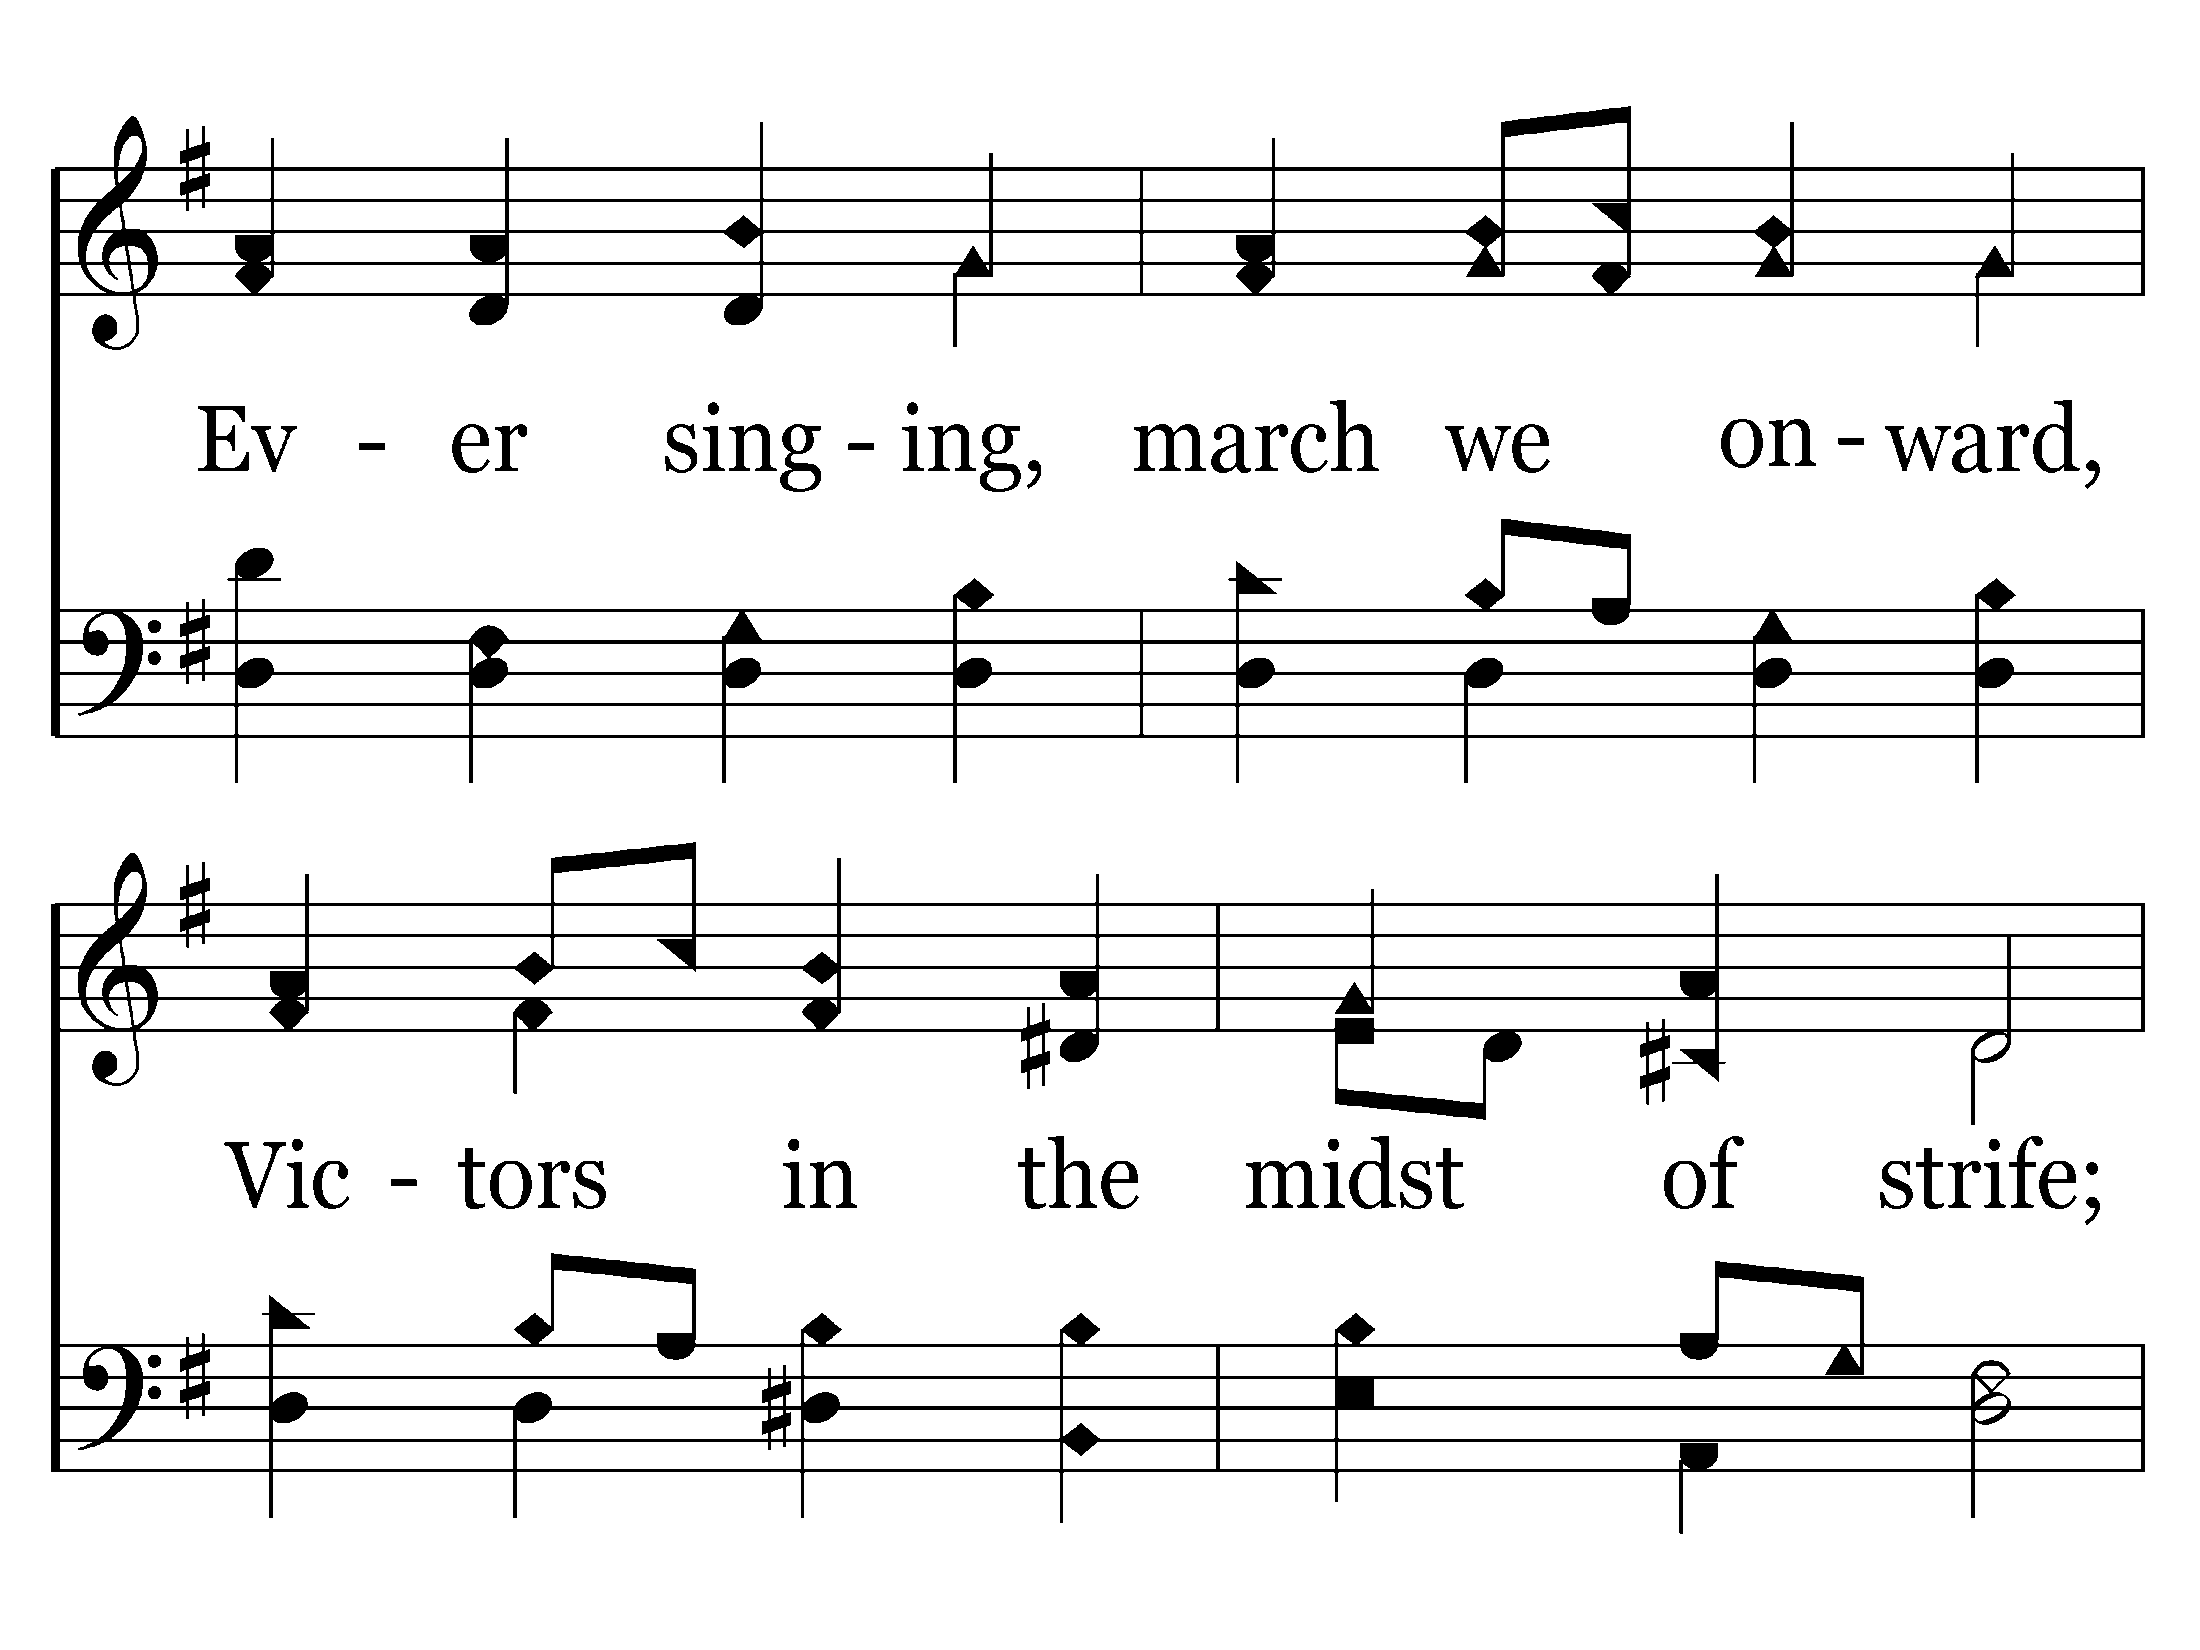 Ev - er sing - ing, march we on - ward,
Vic - tors in the midst of strife;